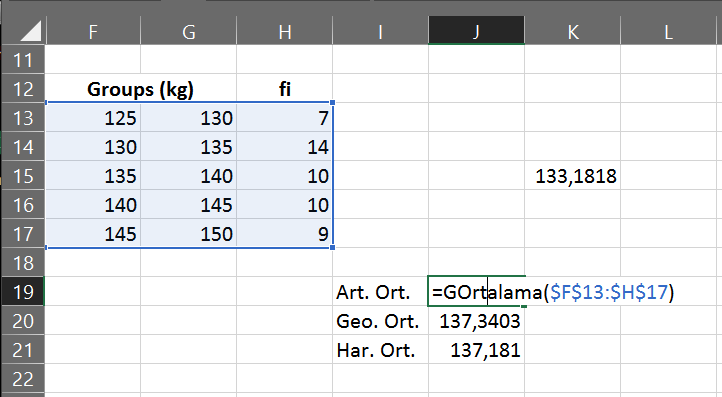 F G H I J K L
11
12 Groups (kg) fi
13 125 130 7
14 130 135 14
15 135 140 10 133,1818
16 140 145 10
17 145 150 9
18
19 Art. Ort. =GOrtalama($F$13:$H$17)
20 Geo. Ort. 137,3403
21 Har. Ort. 137,181
22